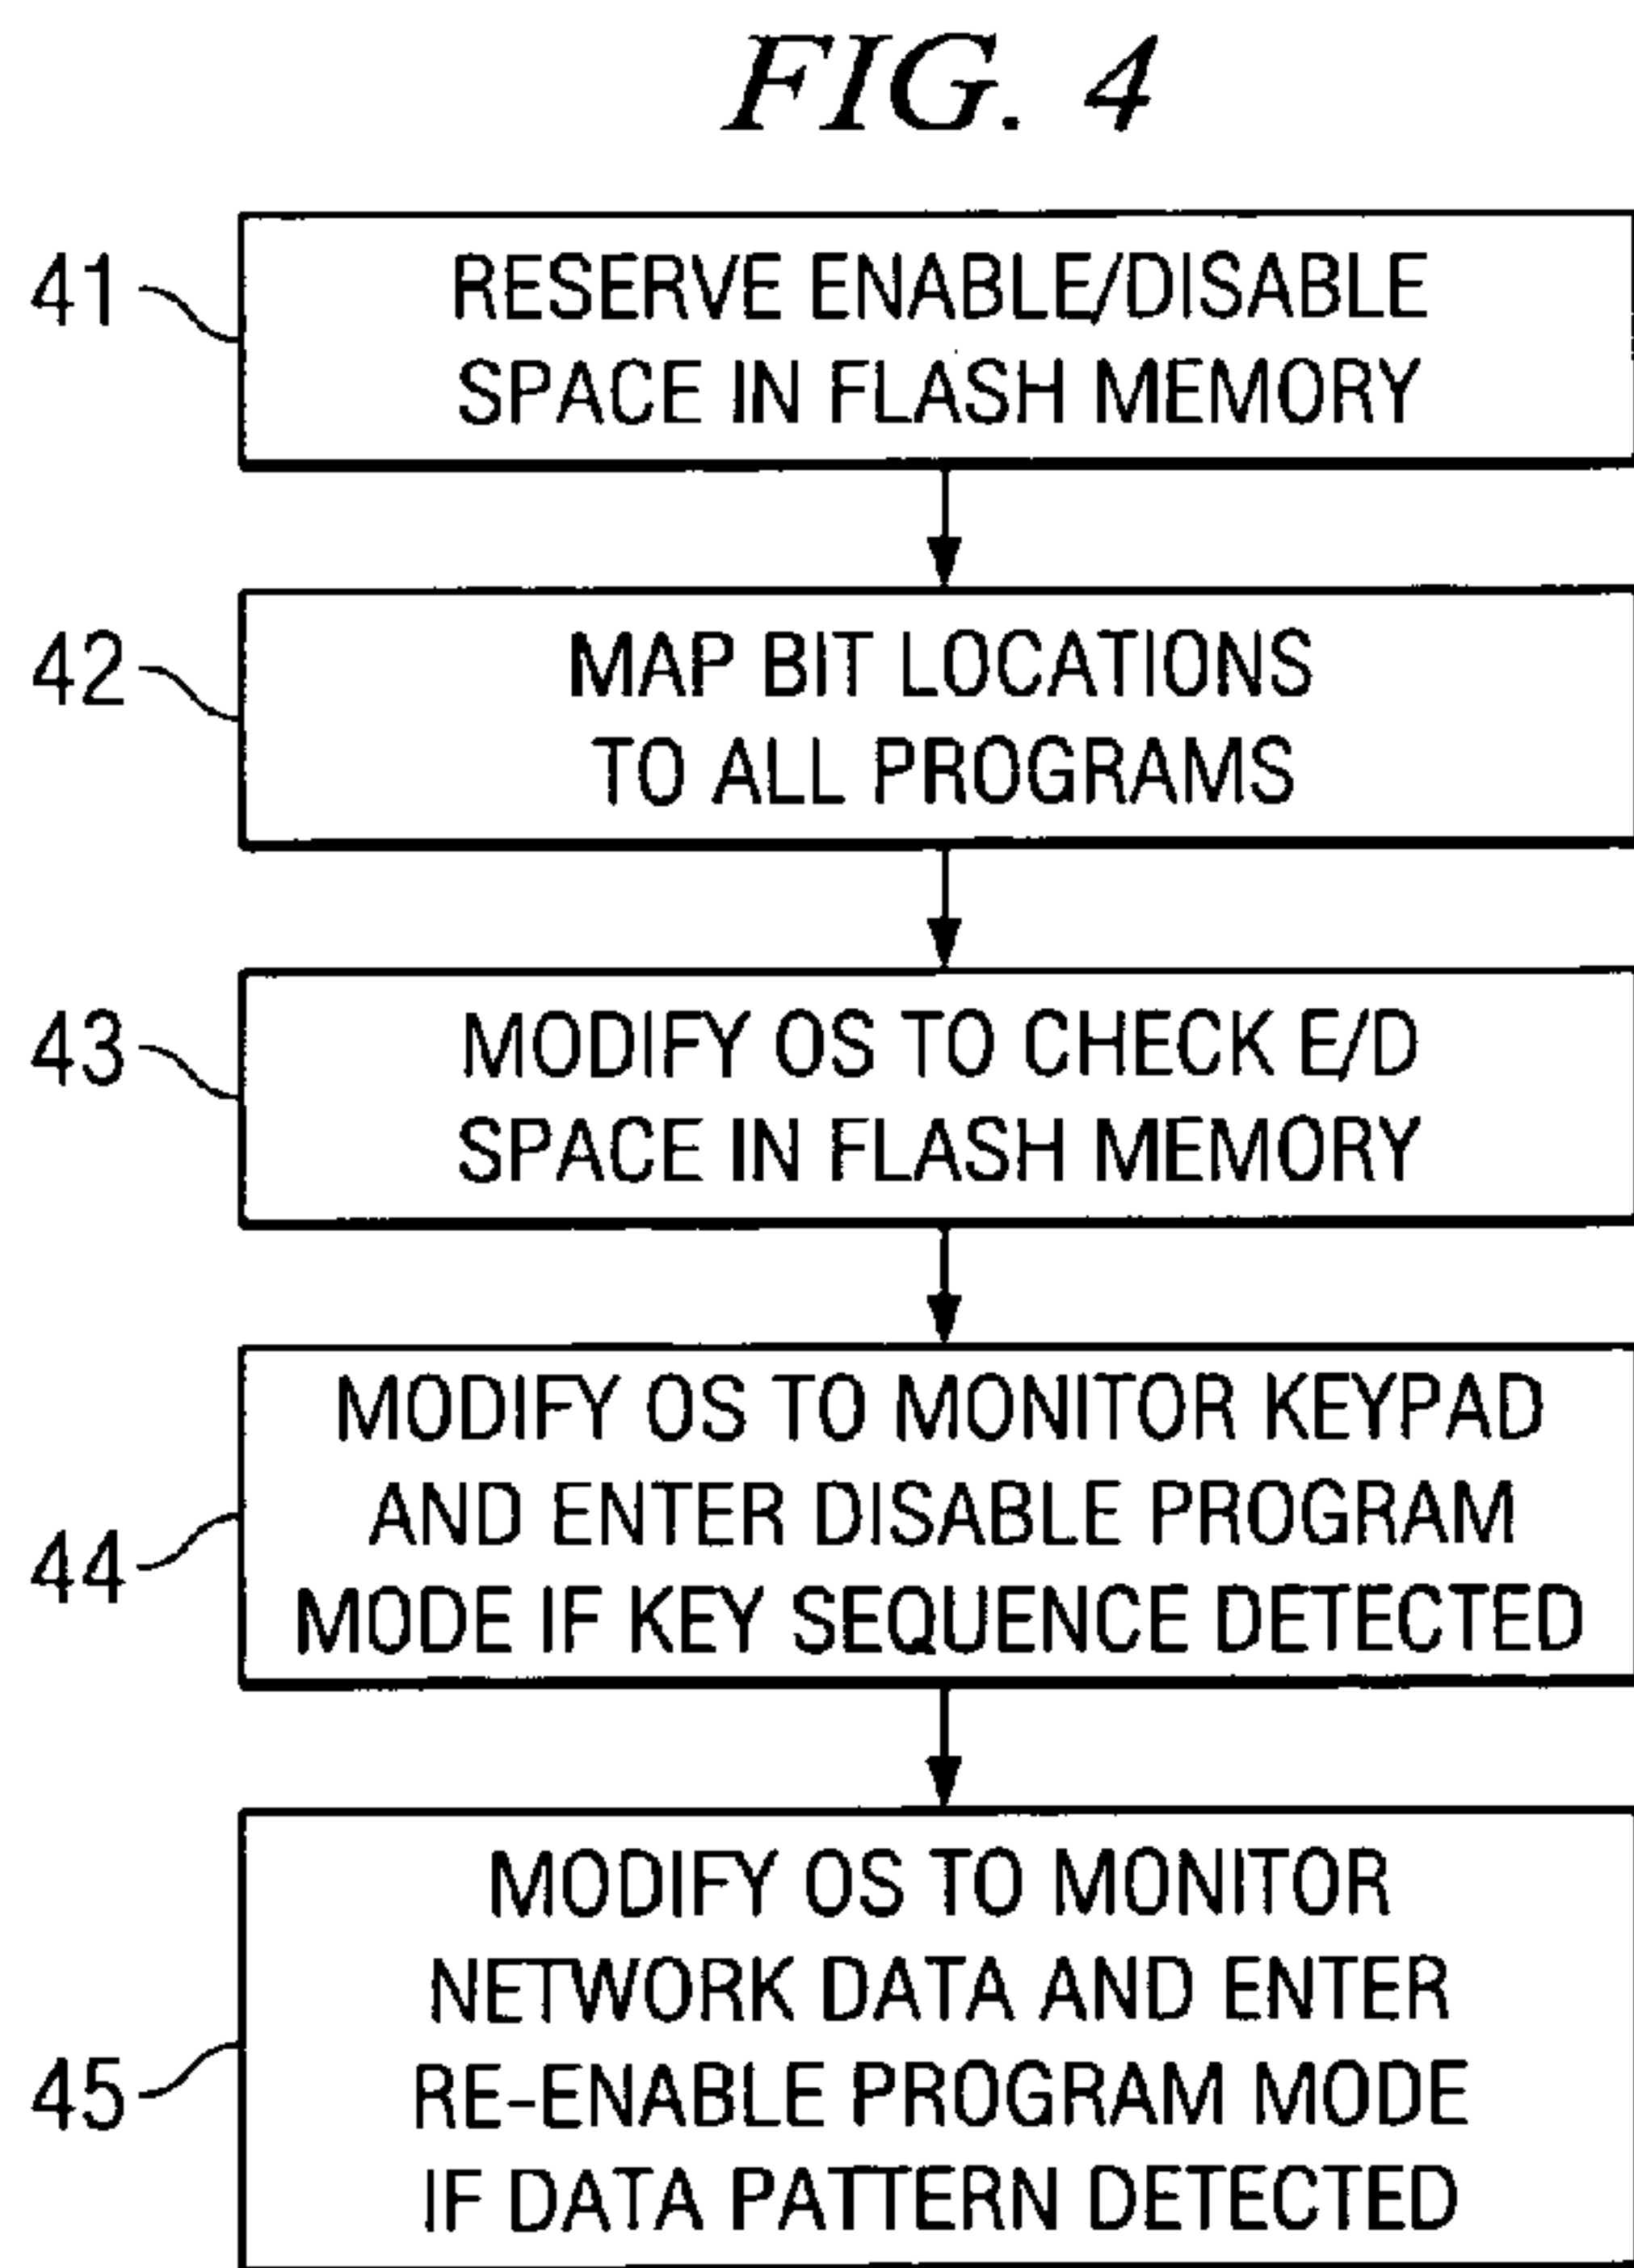 FIG. 4
41
RESERVE ENABLE/DISABLE
SPACE IN FLASH MEMORY
42
MAP BIT LOCATIONS
TO ALL PROGRAMS
43
MODIFY OS TO CHECK E/D
SPACE IN FLASH MEMORY
44
MODIFY OS TO MONITOR KEYPAD
AND ENTER DISABLE PROGRAM
MODE IF KEY SEQUENCE DETECTED
45
MODIFY OS TO MONITOR
NETWORK DATA AND ENTER
RE-ENABLE PROGRAM MODE
IF DATA PATTERN DETECTED